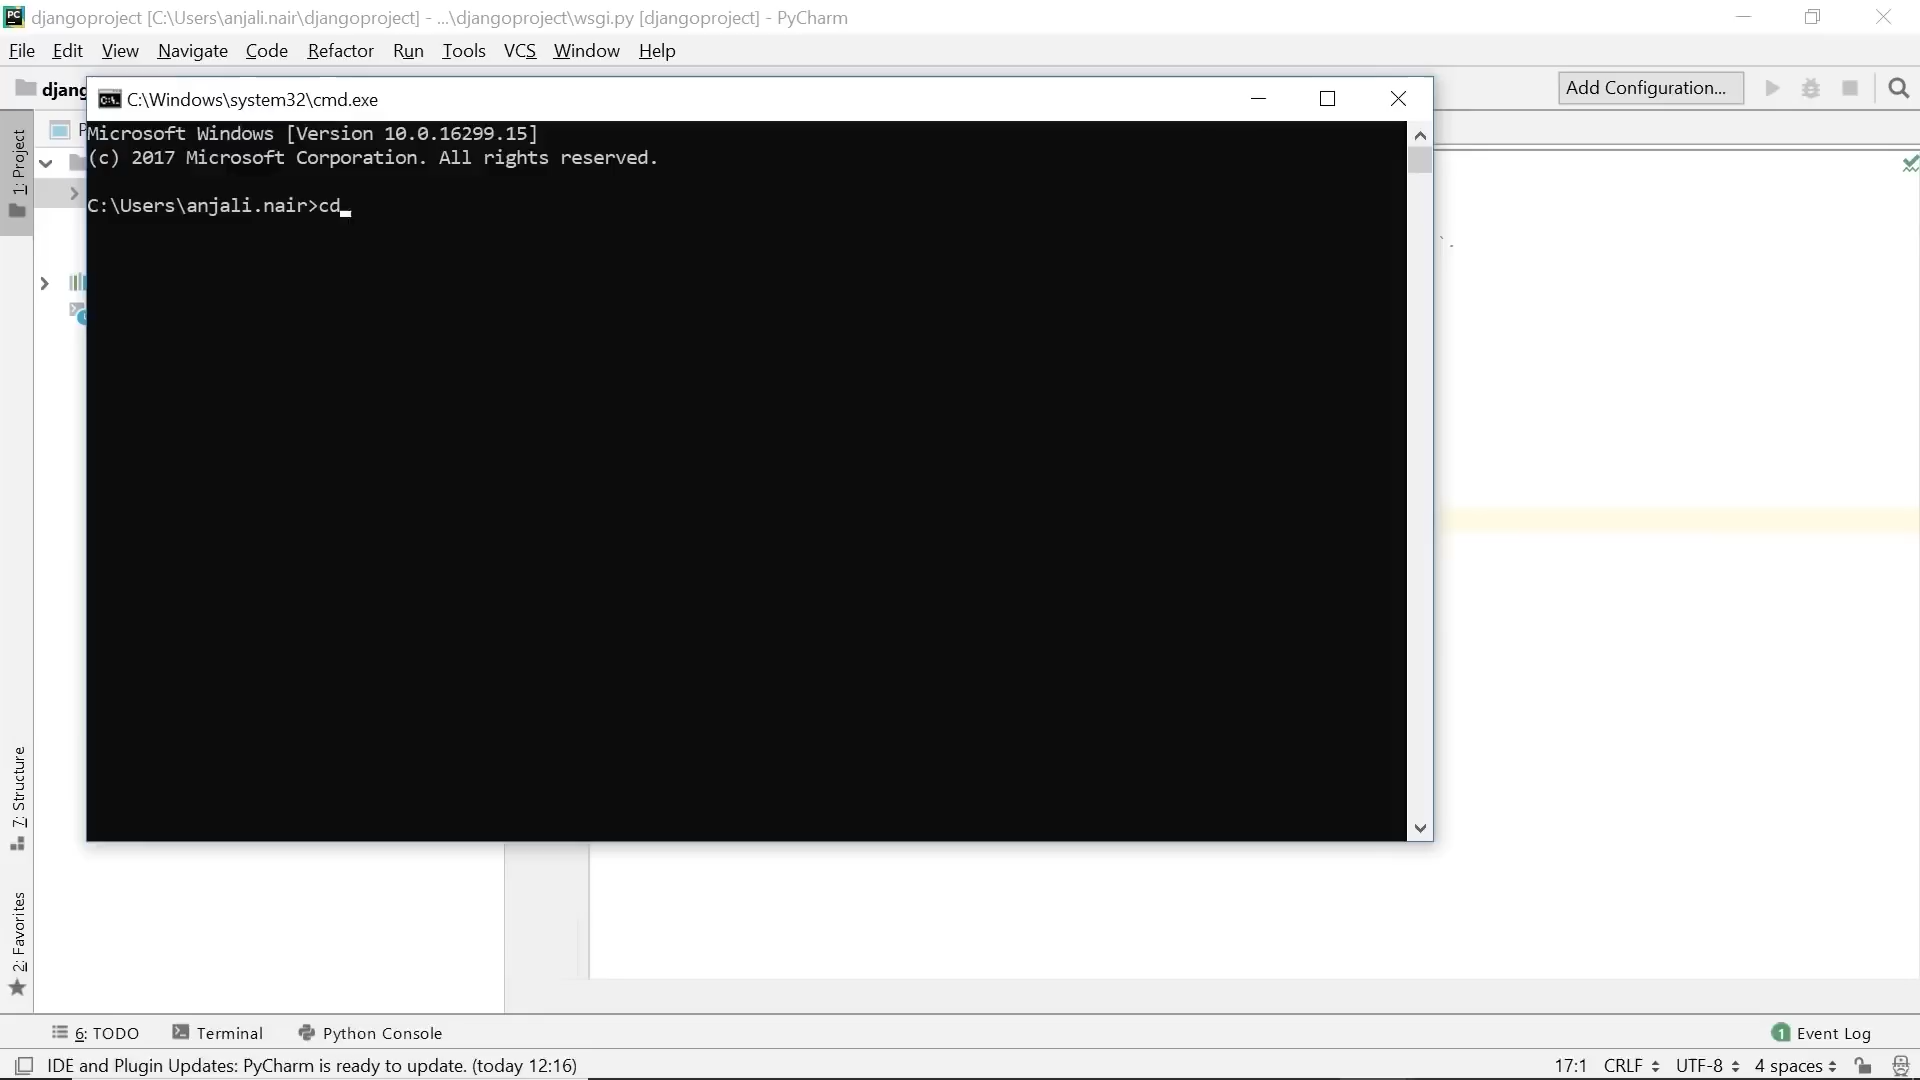 djangoproject [C:\Users\anjali.nair\djangoproject] - ...\djangoproject\wsgi.py [djangoproject] - PyCharm
File Edit View Navigate Code Refactor Run Tools VCS Window Help
Add Configuration...
C:\Windows\system32\cmd.exe
Microsoft Windows [Version 10.0.16299.15]
(c) 2017 Microsoft Corporation. All rights reserved.
C:\Users\anjali.nair>cd
1: Project
7: Structure
2: Favorites
6: TODO Terminal Python Console
1 Event Log
IDE and Plugin Updates: PyCharm is ready to update. (today 12:16)
17:1 CRLF UTF-8 4 spaces